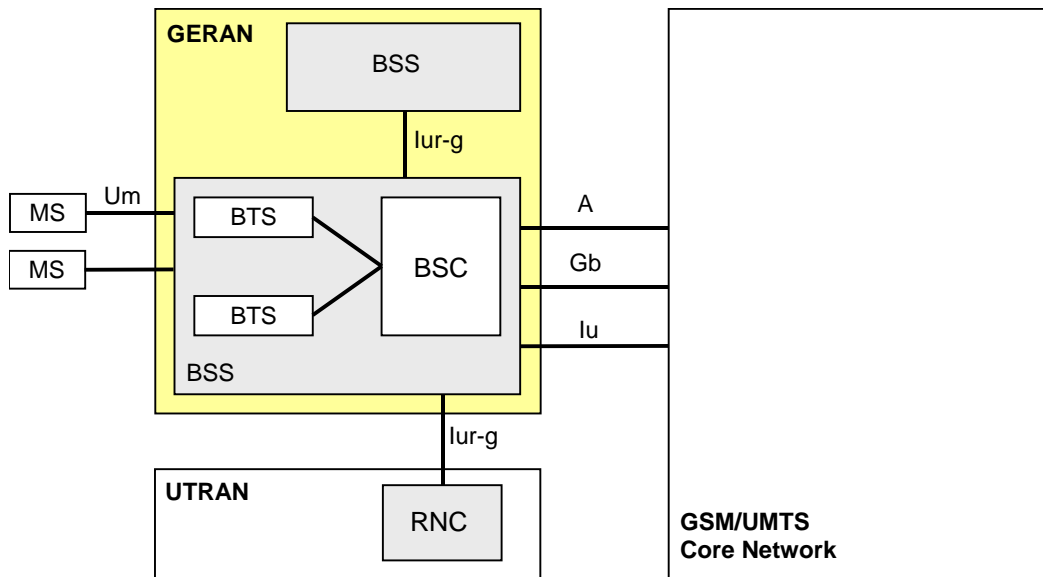 GERAN
BSS
Iur-g
Um
MS
MS
BTS
BTS
BSC
BSS
A
Gb
Iu
Iur-g
UTRAN
RNC
GSM/UMTS
Core Network